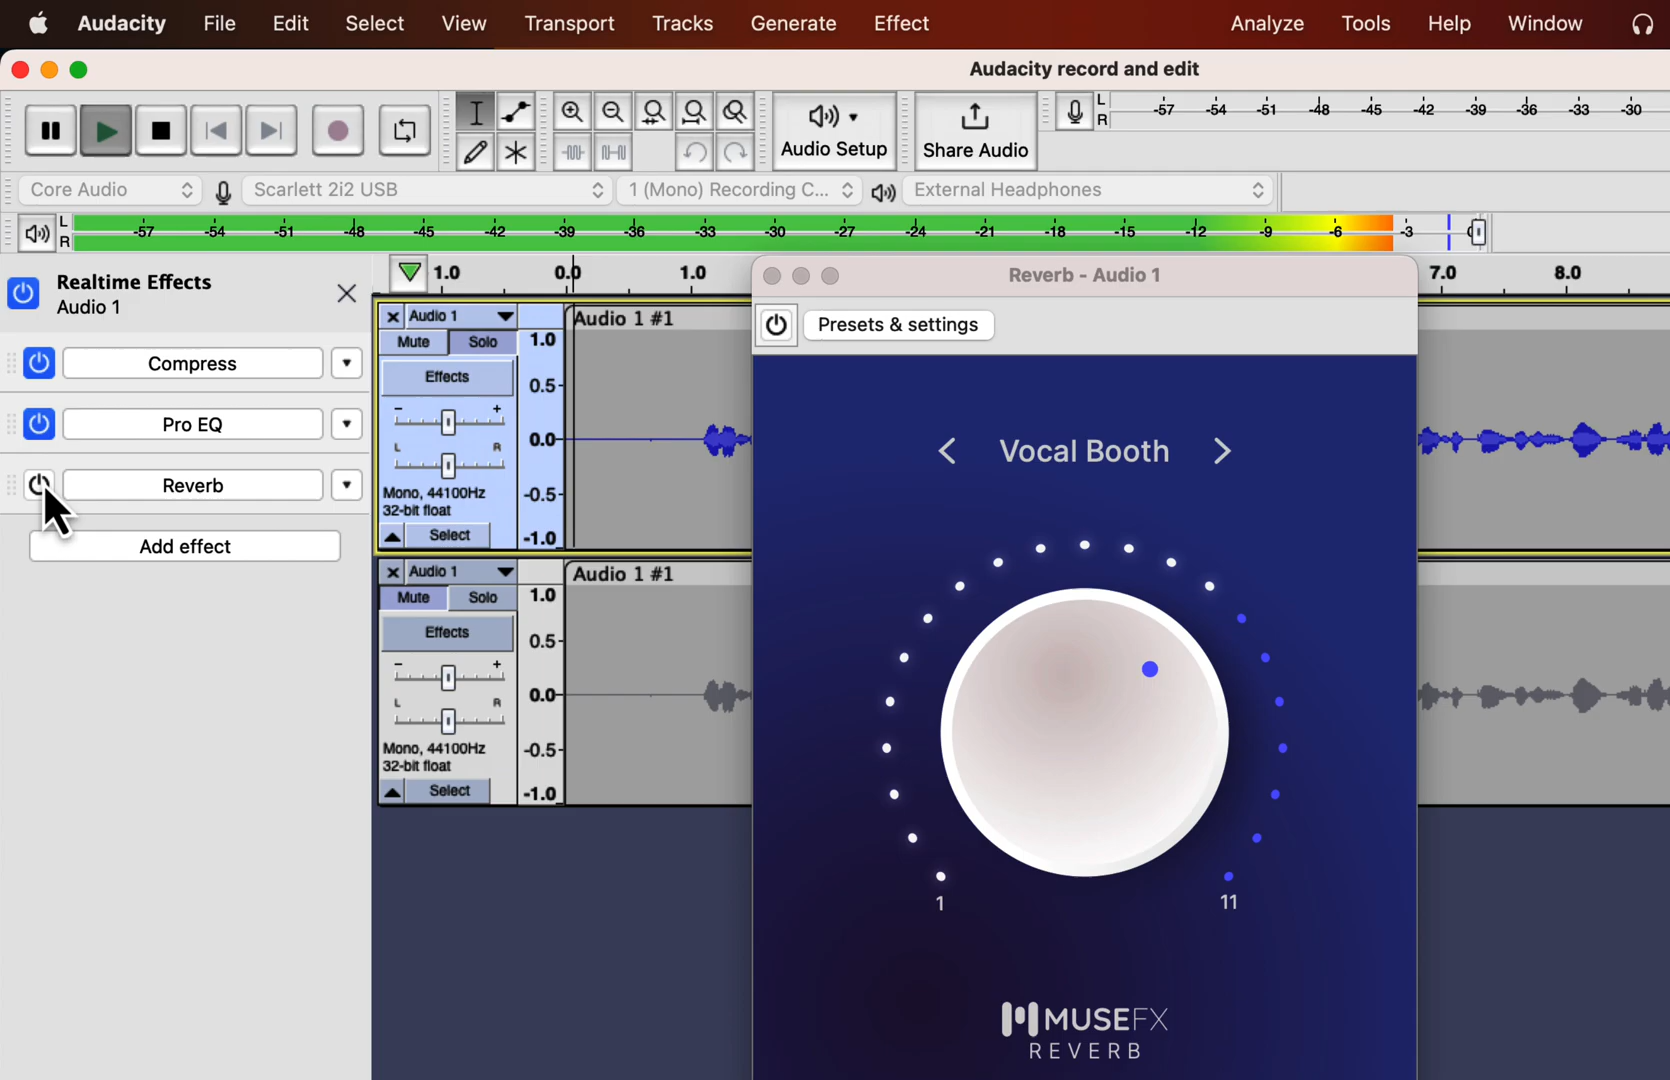 Audacity File Edit Select View Transport Tracks Generate Effect Analyze Tools Help Window
Audacity record and edit
Audio Setup
Share Audio
L
R
-57 -54 -51 -48 -45 -42 -39 -36 -33 -30
Core Audio Scarlett 2i2 USB 1 (Mono) Recording C... External Headphones
L
R
-57 -54 -51 -48 -45 -42 -39 -36 -33 -30 -27 -24 -21 -18 -15 -12 -9 -6 -3
1.0 0.0 1.0 7.0 8.0
Realtime Effects
Audio 1
Compress
Pro EQ
Reverb
Add effect
Audio 1
Mute Solo
Effects
- +
L R
Mono, 44100Hz
32-bit float
Select
1.0
0.5
0.0
-0.5
-1.0
Audio 1 #1
Audio 1
Mute Solo
Effects
- +
L R
Mono, 44100Hz
32-bit float
Select
1.0
0.5
0.0
-0.5
-1.0
Audio 1 #1
Reverb - Audio 1
Presets & settings
< Vocal Booth >
1 11
MUSEFX
REVERB